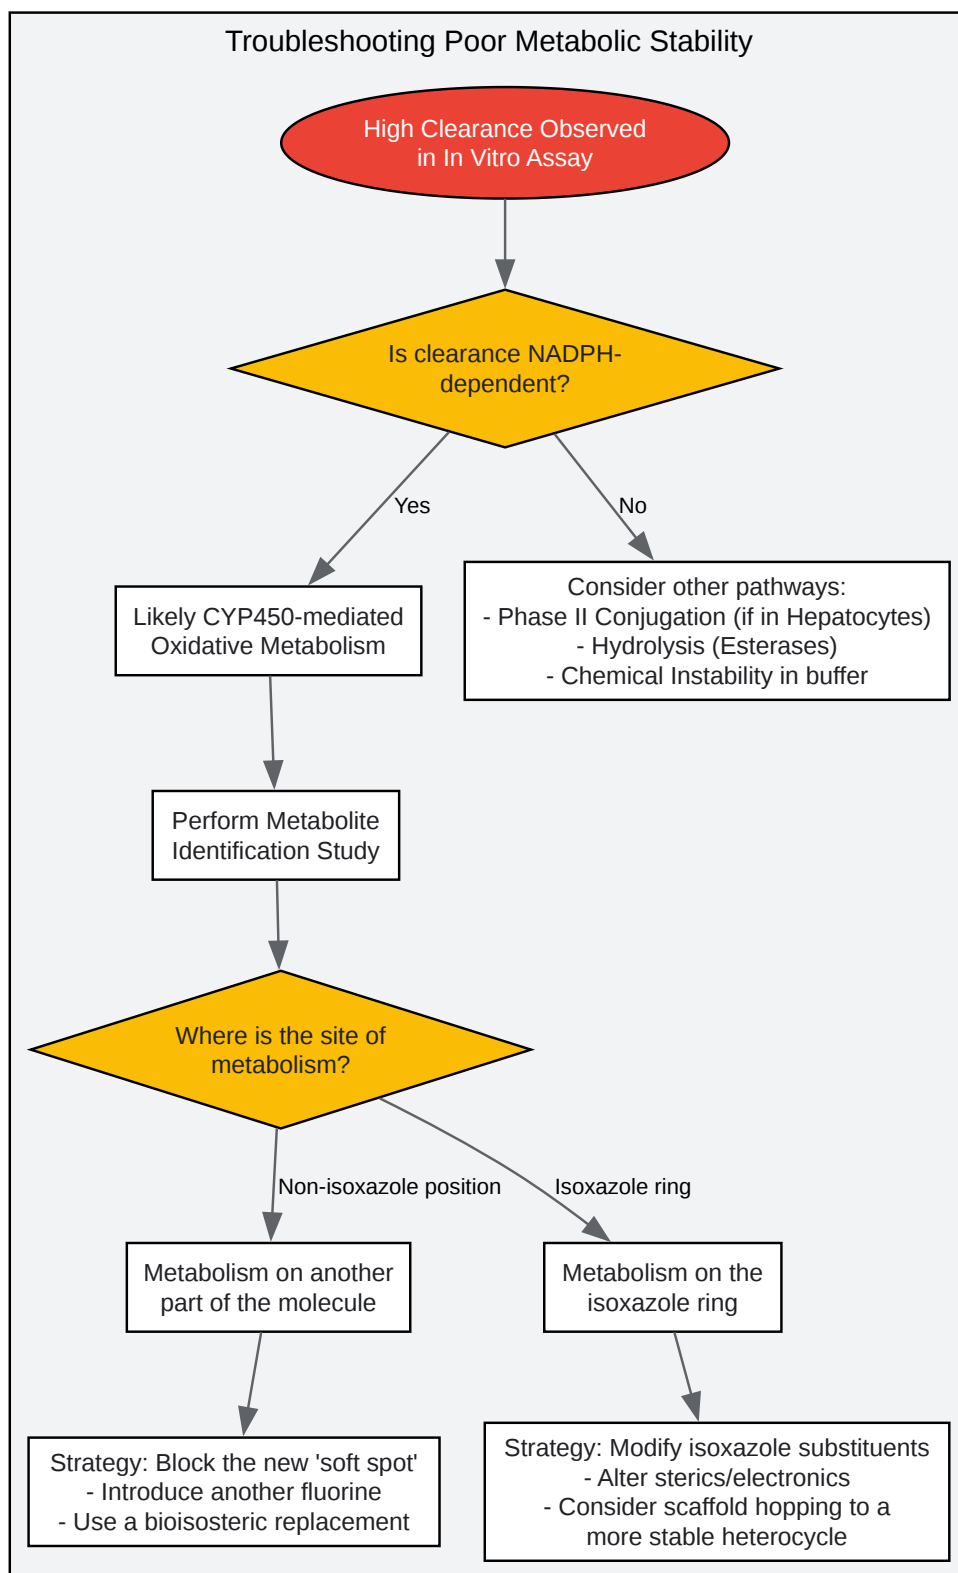 Troubleshooting Poor Metabolic Stability
High Clearance Observed
in In Vitro Assay
Is clearance NADPH-
dependent?
Yes
No
Likely CYP450-mediated
Oxidative Metabolism
Consider other pathways:
- Phase II Conjugation (if in Hepatocytes)
- Hydrolysis (Esterases)
- Chemical Instability in buffer
Perform Metabolite
Identification Study
Where is the site of
metabolism?
Non-isoxazole position
Isoxazole ring
Metabolism on another
part of the molecule
Metabolism on the
isoxazole ring
Strategy: Block the new 'soft spot'
- Introduce another fluorine
- Use a bioisosteric replacement
Strategy: Modify isoxazole substituents
- Alter sterics/electronics
- Consider scaffold hopping to a
more stable heterocycle